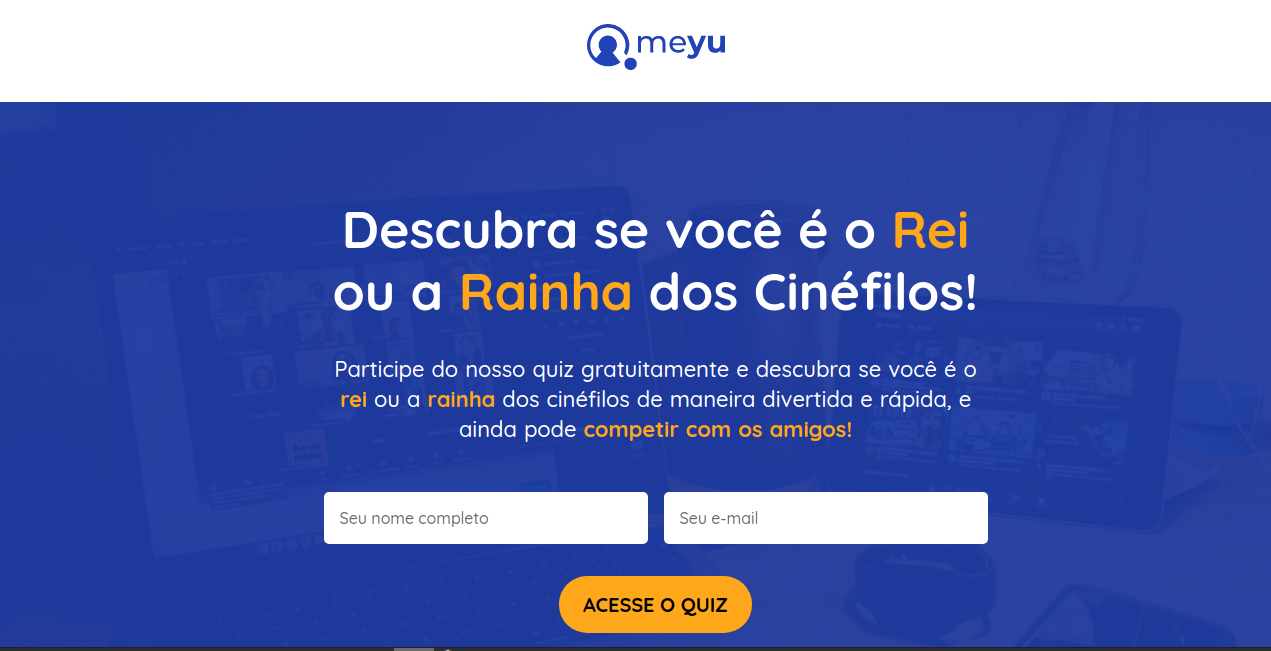 meyu
Descubra se você é o Rei
ou a Rainha dos Cinéfilos!
Participe do nosso quiz gratuitamente e descubra se você é o
rei ou a rainha dos cinéfilos de maneira divertida e rápida, e
ainda pode competir com os amigos!
Seu nome completo Seu e-mail
ACESSE O QUIZ